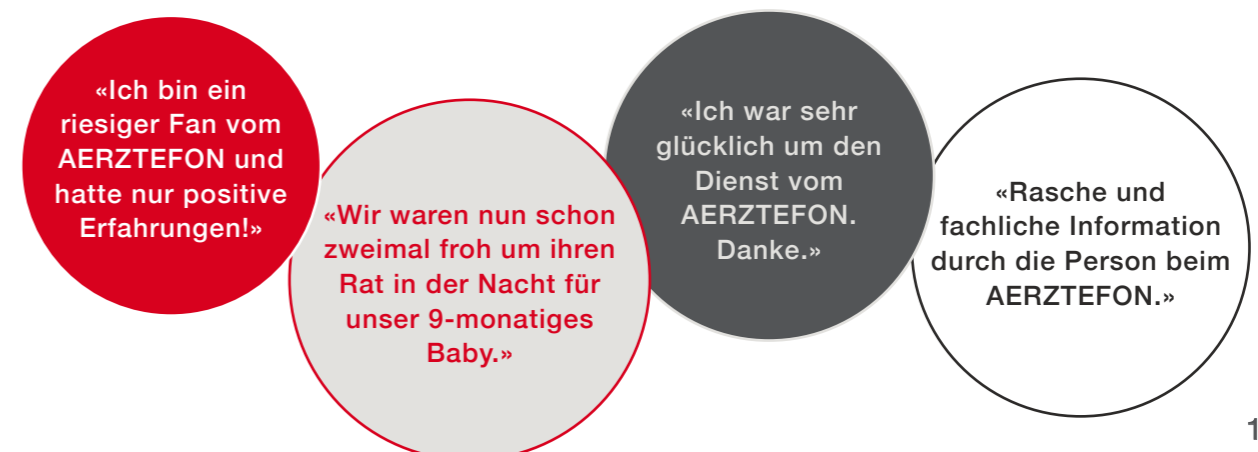 «Ich bin ein
riesiger Fan vom
AERZTEFON und
hatte nur positive
Erfahrungen!»
«Wir waren nun schon
zweimal froh um ihren
Rat in der Nacht für
unser 9-monatiges
Baby.»
«Ich war sehr
glücklich um den
Dienst vom
AERZTEFON.
Danke.»
«Rasche und
fachliche Information
durch die Person beim
AERZTEFON.»
1